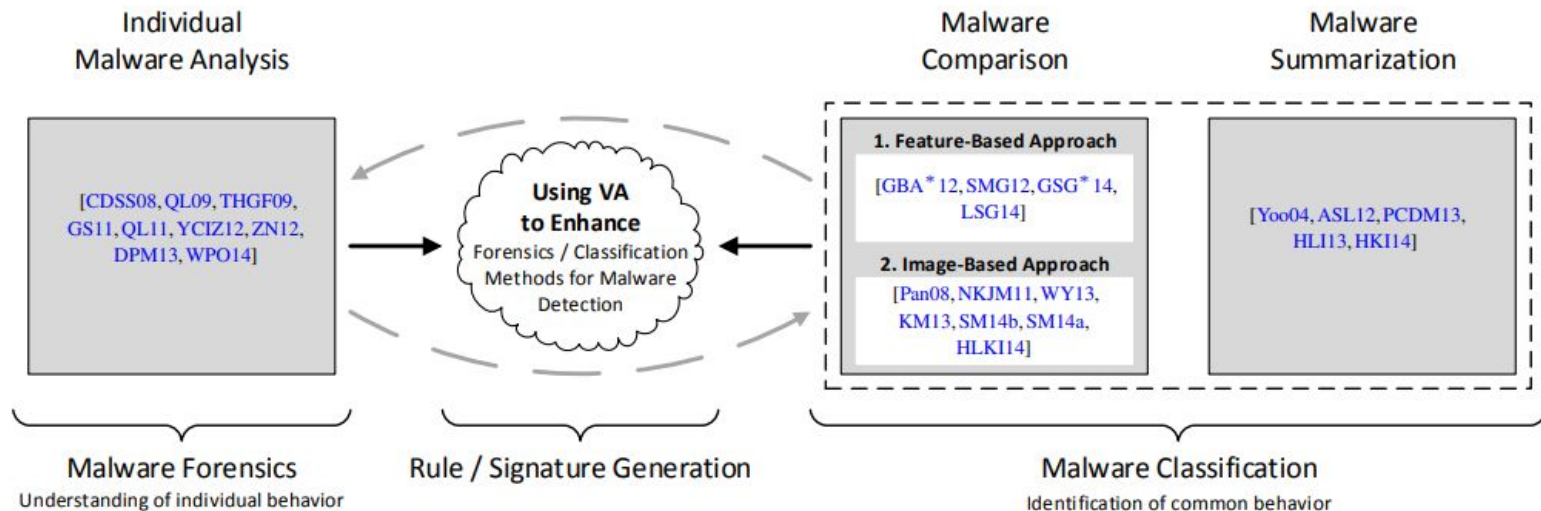 Individual
Malware Analysis
Malware
Comparison
Malware
Summarization
[CDSS08, QL09, THGF09,
GS11, QL11, YCIZ12, ZN12,
DPM13, WPO14]
Using VA
to Enhance
Forensics / Classification
Methods for Malware
Detection
1. Feature-Based Approach
[GBA*12, SMG12, GSG*14,
LSG14]
2. Image-Based Approach
[Pan08, NKJM11, WY13,
KM13, SM14b, SM14a,
HLKI14]
[Yoo04, ASL12, PCDM13,
HLI13, HKI14]
Malware Forensics
Understanding of individual behavior
Rule / Signature Generation
Malware Classification
Identification of common behavior